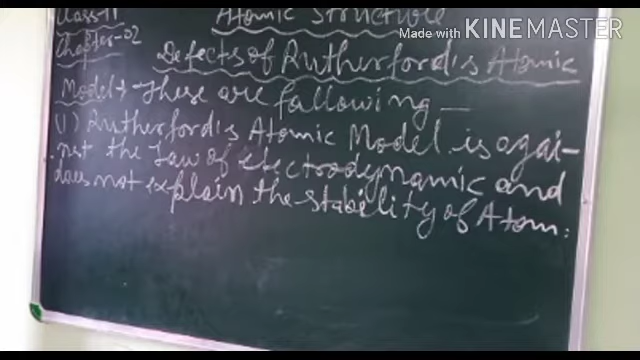 Class-11
Atomic Structure
Made with KINEMASTER
Chapter-02
Defects of Rutherford's Atomic
Model → These are following —
(1) Rutherford's Atomic Model is agai-
nst the Law of electrodynamic and
does not explain the stability of Atom.